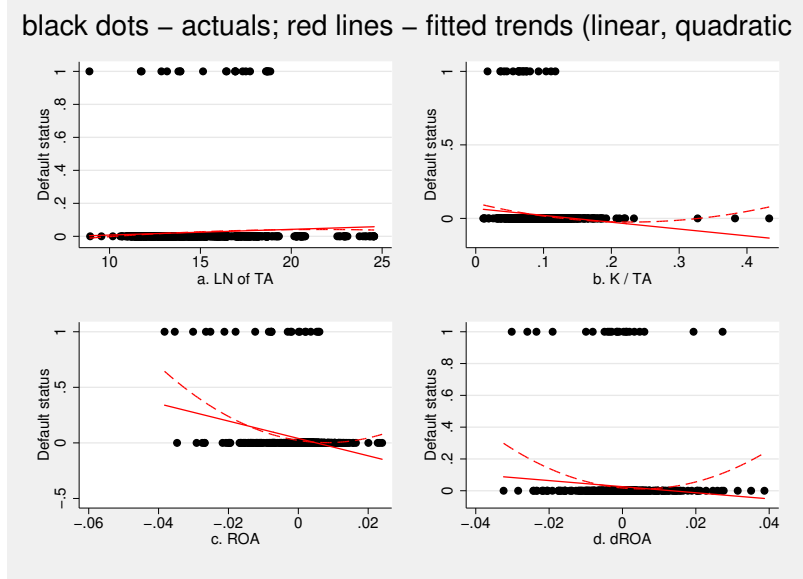 black dots – actuals; red lines – fitted trends (linear, quadratic
Default status
0 .2 .4 .6 .8 1
10 15 20 25
a. LN of TA
Default status
0 .5 1
0 .1 .2 .3 .4
b. K / TA
Default status
−.5 0 .5 1
−.06 −.04 −.02 0 .02
c. ROA
Default status
0 .2 .4 .6 .8 1
−.04 −.02 0 .02 .04
d. dROA